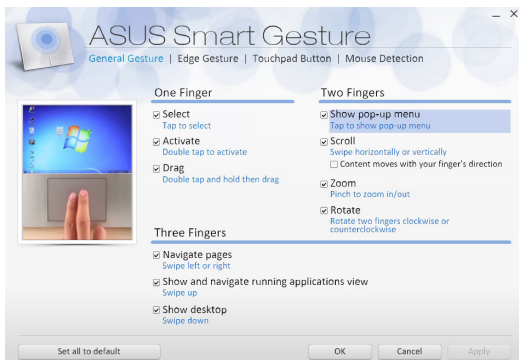 ASUS Smart Gesture
General Gesture | Edge Gesture | Touchpad Button | Mouse Detection
One Finger
Select
Tap to select
Activate
Double tap to activate
Drag
Double tap and hold then drag
Two Fingers
Show pop-up menu
Tap to show pop-up menu
Scroll
Swipe horizontally or vertically
Content moves with your finger's direction
Zoom
Pinch to zoom in/out
Rotate
Rotate two fingers clockwise or
counterclockwise
Three Fingers
Navigate pages
Swipe left or right
Show and navigate running applications view
Swipe up
Show desktop
Swipe down
Set all to default
OK
Cancel
Apply